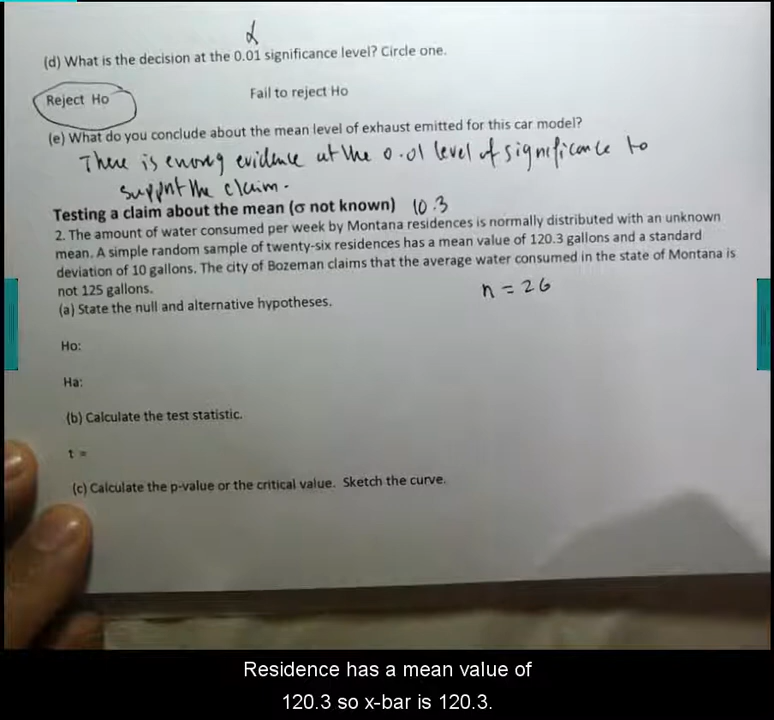 α
(d) What is the decision at the 0.01 significance level? Circle one.
Reject Ho Fail to reject Ho
(e) What do you conclude about the mean level of exhaust emitted for this car model?
There is enoug evidence at the 0.01 level of significance to
support the claim.
Testing a claim about the mean (σ not known) 10.3
2. The amount of water consumed per week by Montana residences is normally distributed with an unknown
mean. A simple random sample of twenty-six residences has a mean value of 120.3 gallons and a standard
deviation of 10 gallons. The city of Bozeman claims that the average water consumed in the state of Montana is
not 125 gallons.
n = 26
(a) State the null and alternative hypotheses.
Ho:
Ha:
(b) Calculate the test statistic.
t =
(c) Calculate the p-value or the critical value. Sketch the curve.
Residence has a mean value of
120.3 so x-bar is 120.3.